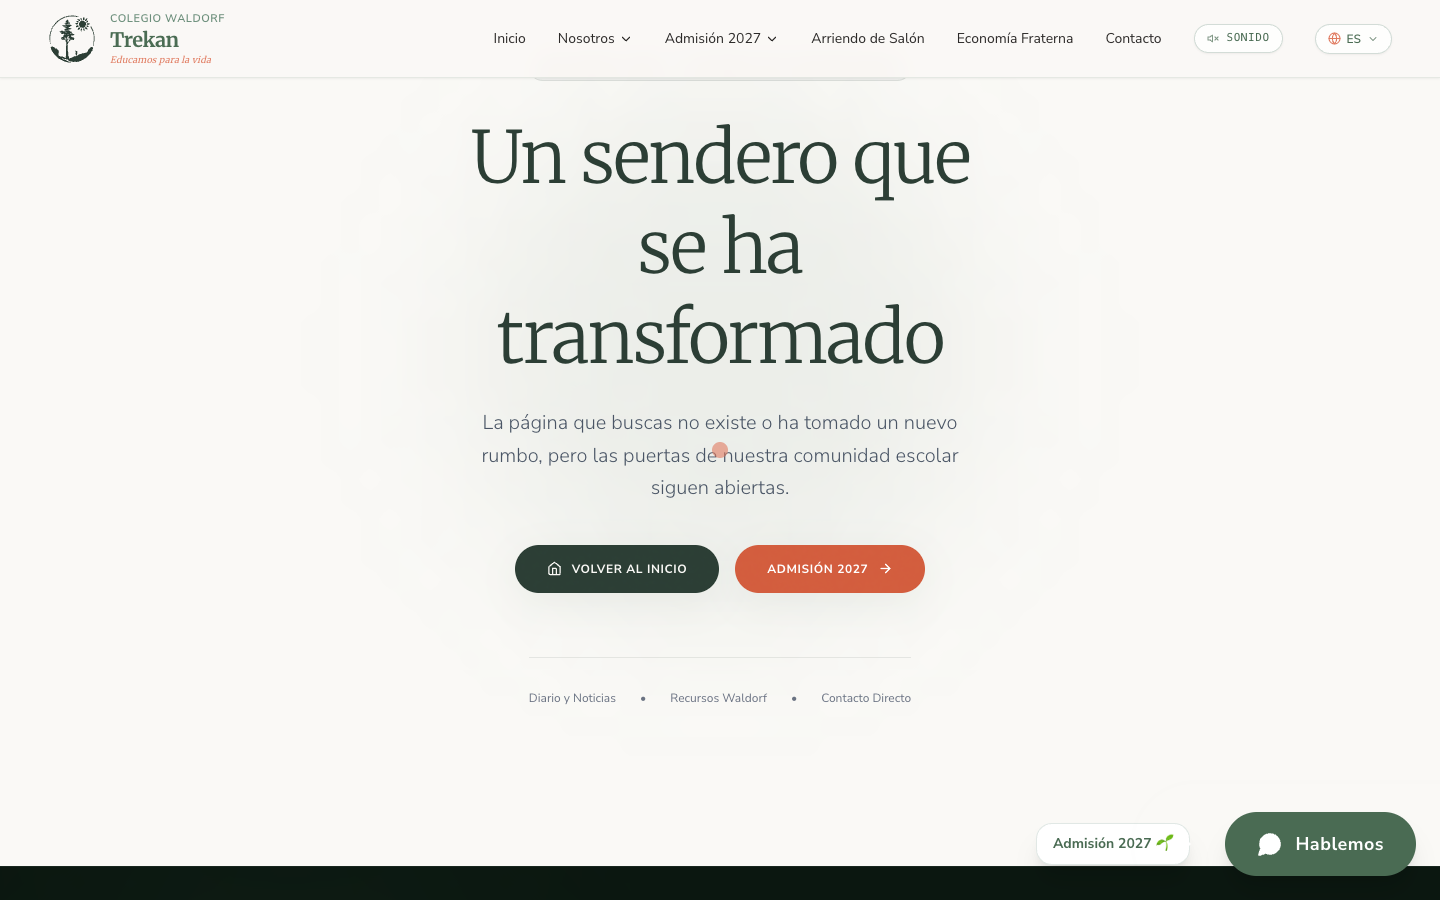 COLEGIO WALDORF
Trekan
Educamos para la vida
Inicio
Nosotros
Admisión 2027
Arriendo de Salón
Economía Fraterna
Contacto
SONIDO
ES
Un sendero que
se ha
transformado
La página que buscas no existe o ha tomado un nuevo
rumbo, pero las puertas de nuestra comunidad escolar
siguen abiertas.
VOLVER AL INICIO
ADMISIÓN 2027
Diario y Noticias • Recursos Waldorf • Contacto Directo
Admisión 2027
Hablemos